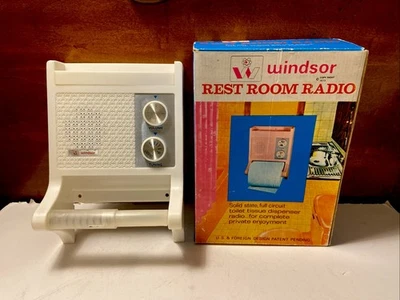 windsor
REST ROOM RADIO
Solid state, full circuit
toilet tissue dispenser
radio..for complete
private enjoyment
U.S. & FOREIGN DESIGN PATENT PENDING